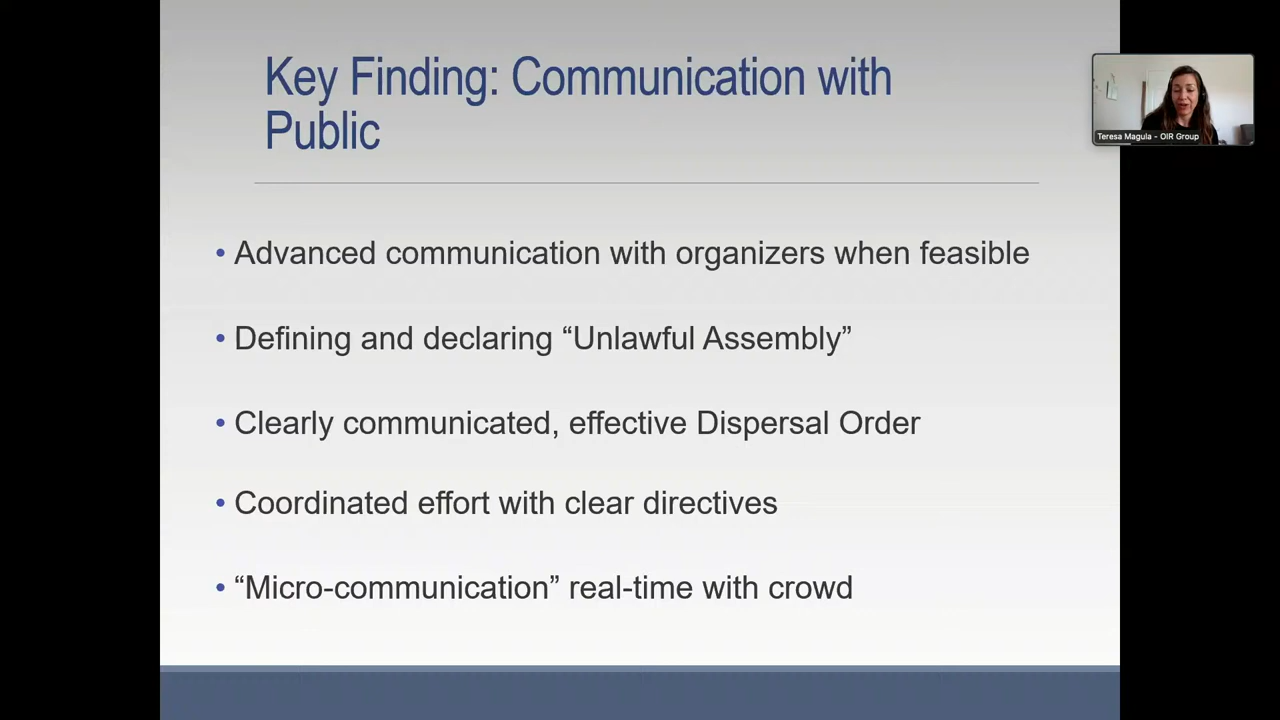 Key Finding: Communication with
Public
Teresa Magula - OIR Group
• Advanced communication with organizers when feasible
• Defining and declaring “Unlawful Assembly”
• Clearly communicated, effective Dispersal Order
• Coordinated effort with clear directives
• “Micro-communication” real-time with crowd